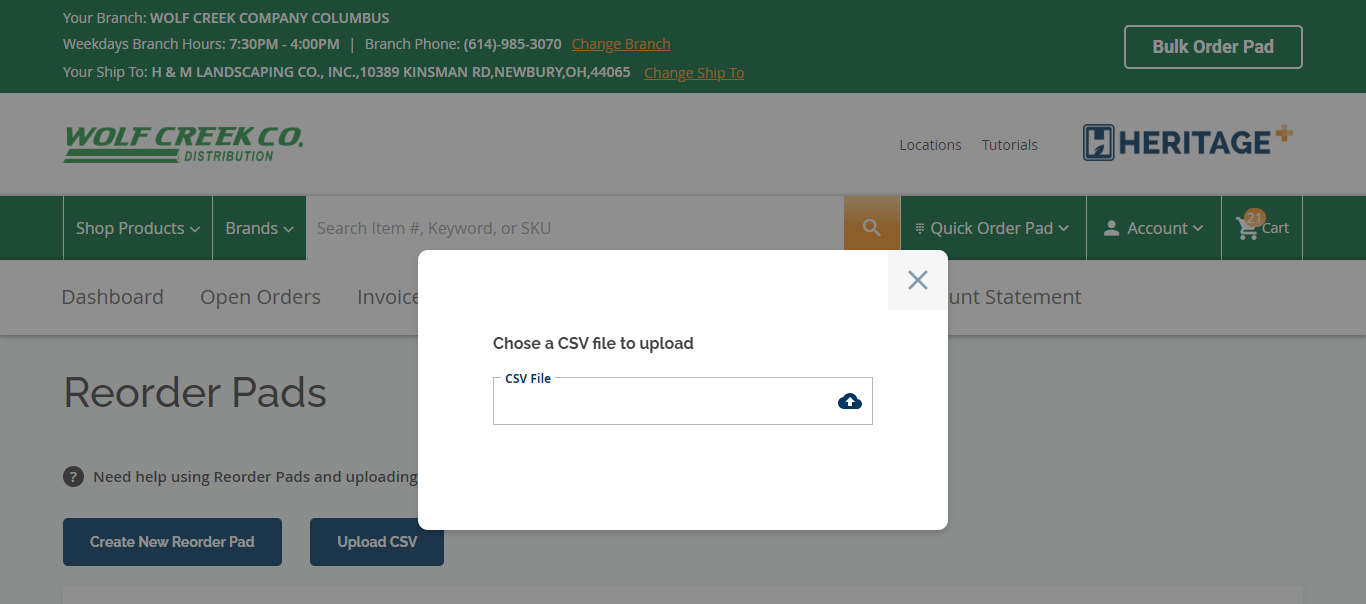 Your Branch: WOLF CREEK COMPANY COLUMBUS
Weekdays Branch Hours: 7:30PM - 4:00PM | Branch Phone: (614)-985-3070 Change Branch
Your Ship To: H & M LANDSCAPING CO., INC.,10389 KINSMAN RD,NEWBURY,OH,44065 Change Ship To
Bulk Order Pad
WOLF CREEK CO.
DISTRIBUTION
Locations Tutorials
HERITAGE+
Shop Products Brands Search Item #, Keyword, or SKU Quick Order Pad Account 21 Cart
Dashboard Open Orders Invoice unt Statement
Chose a CSV file to upload
CSV File
Reorder Pads
? Need help using Reorder Pads and uploading
Create New Reorder Pad Upload CSV